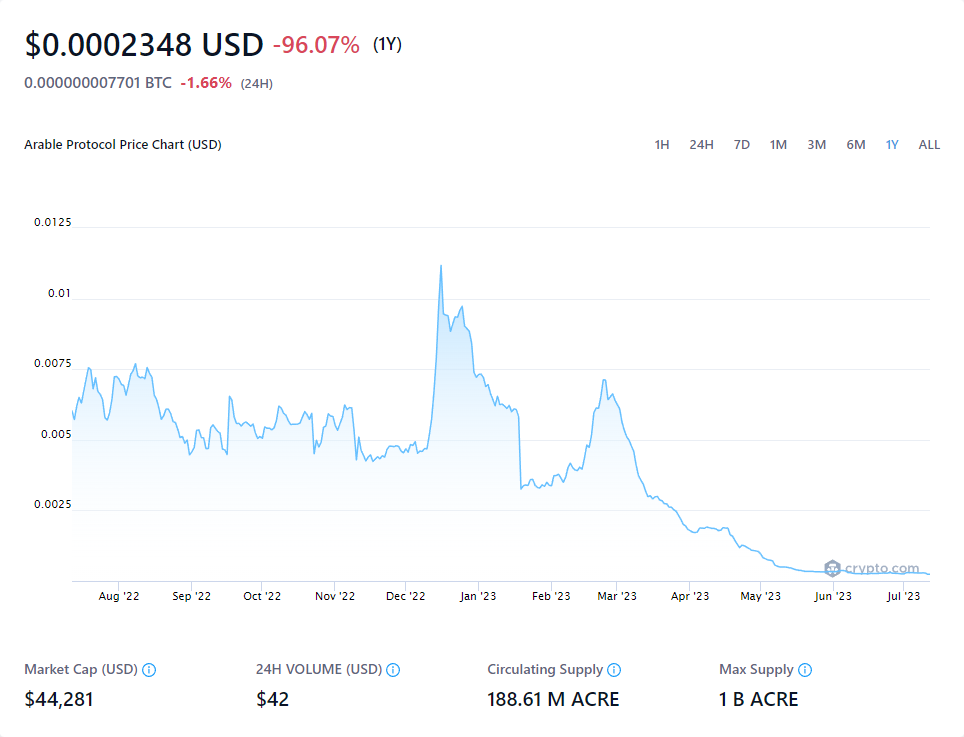 $0.0002348 USD -96.07% (1Y)
0.000000007701 BTC -1.66% (24H)
Arable Protocol Price Chart (USD) 1H 24H 7D 1M 3M 6M 1Y ALL
0.0125
0.01
0.0075
0.005
0.0025
crypto.com
Aug '22 Sep '22 Oct '22 Nov '22 Dec '22 Jan '23 Feb '23 Mar '23 Apr '23 May '23 Jun '23 Jul '23
Market Cap (USD) 24H VOLUME (USD) Circulating Supply Max Supply
$44,281 $42 188.61 M ACRE 1 B ACRE